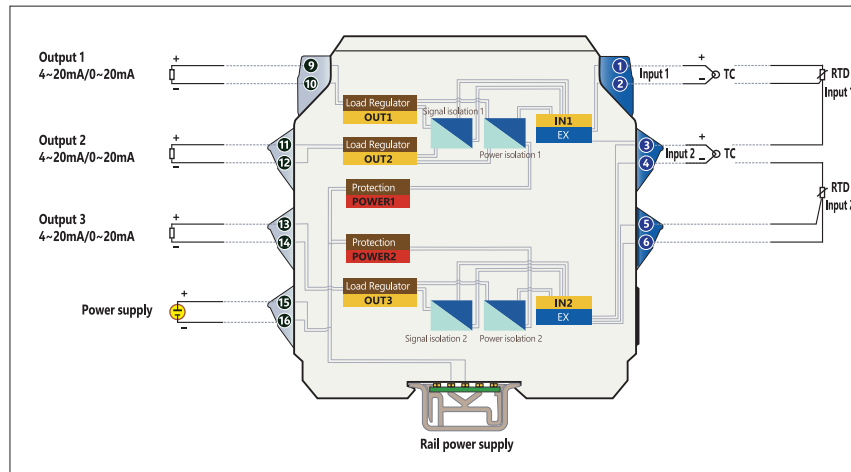 Output 1
4~20mA/0~20mA
+
−
9
10
Output 2
4~20mA/0~20mA
+
−
11
12
Output 3
4~20mA/0~20mA
+
−
13
14
Power supply
+
−
15
16
Load Regulator
OUT1
Signal isolation 1
Load Regulator
OUT2
Power isolation 1
IN1
EX
Protection
POWER1
Protection
POWER2
Load Regulator
OUT3
Signal isolation 2
Power isolation 2
IN2
EX
1
2
Input 1
+
−
TC
RTD
Input
3
4
Input 2
+
−
TC
RTD
Input
5
6
Rail power supply